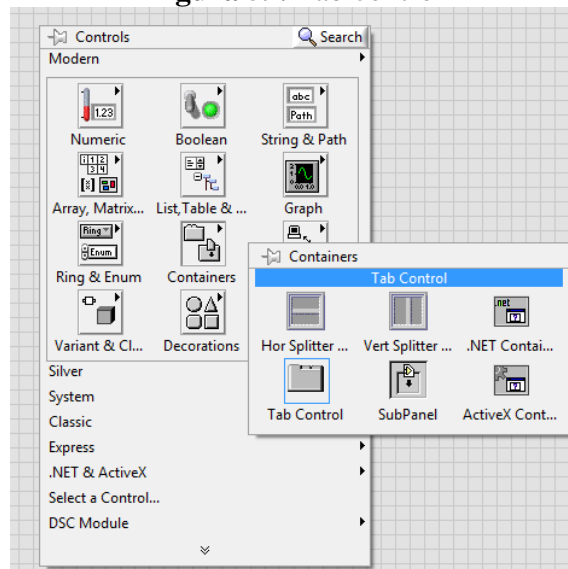 Controls
Search
Modern
1.23
abc
Path
Numeric
Boolean
String & Path
Array, Matrix...
List,Table & ...
Graph
Ring
Enum
Ring & Enum
Containers
Variant & Cl...
Decorations
Containers
Tab Control
.net
Hor Splitter ...
Vert Splitter ...
.NET Contai...
Tab Control
SubPanel
ActiveX Cont...
Silver
System
Classic
Express
.NET & ActiveX
Select a Control...
DSC Module